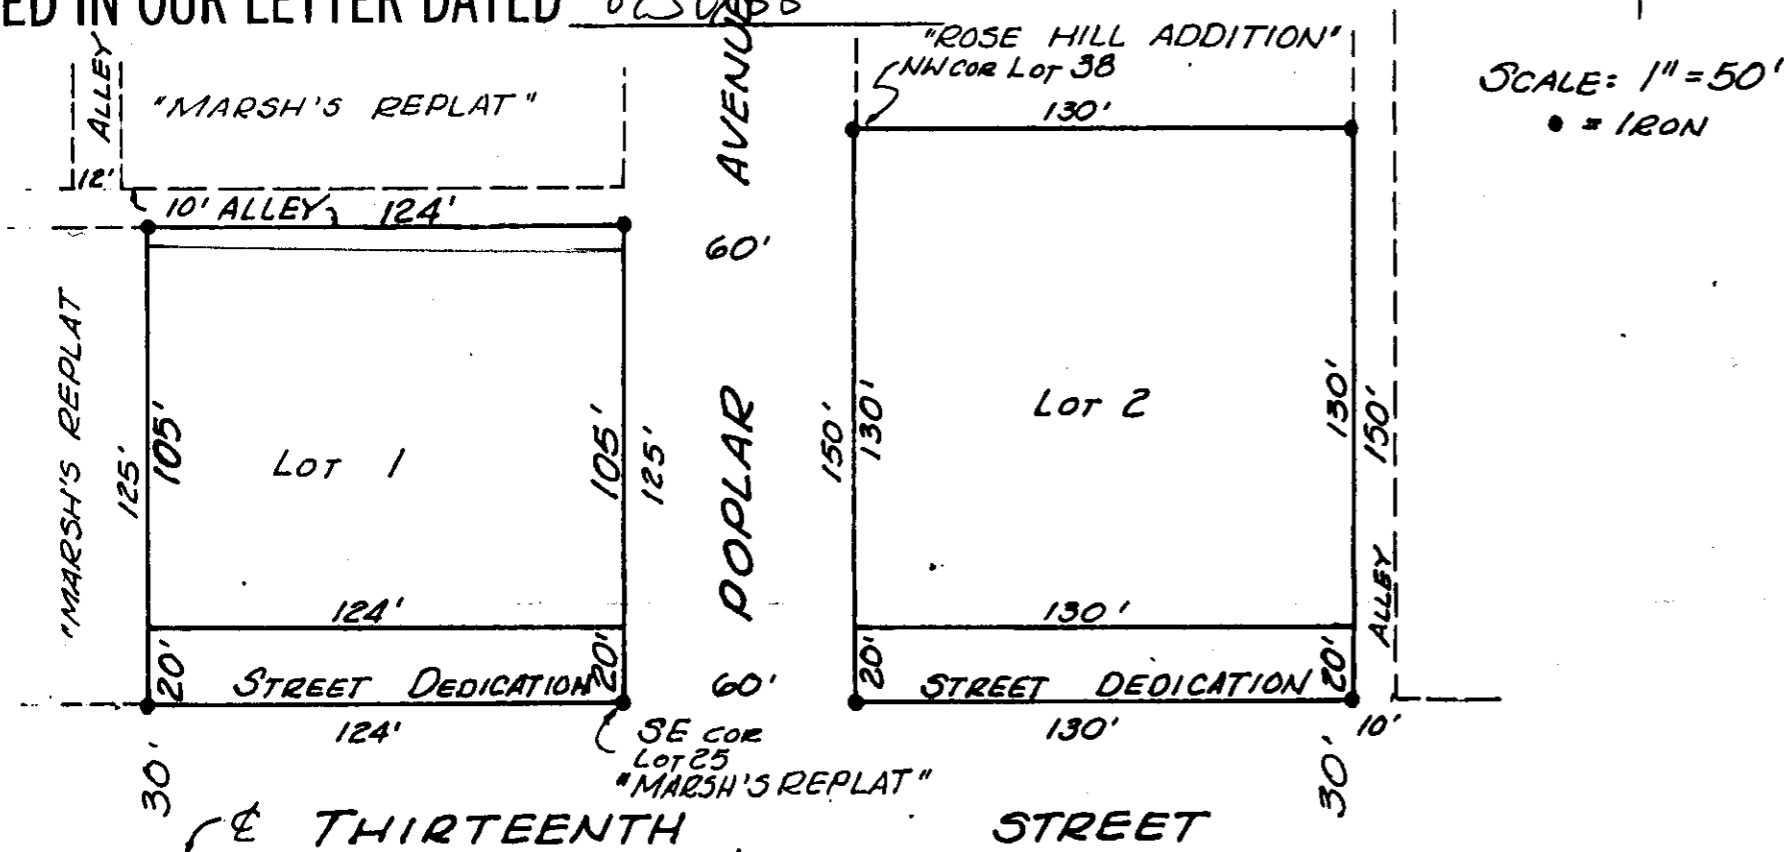 ED IN OUR LETTER DATED
"ROSE HILL ADDITION"
NW COR LOT 38
SCALE: 1" = 50'
• = IRON
ALLEY
"MARSH'S REPLAT"
AVENUE
130'
12'
10' ALLEY
124'
60'
"MARSH'S REPLAT
125'
105'
LOT 1
105'
125'
POPLAR
150'
130'
LOT 2
130'
150'
ALLEY
124'
130'
20'
STREET DEDICATION
20'
60'
20'
STREET DEDICATION
20'
124'
SE COR
LOT 25
"MARSH'S REPLAT"
130'
10'
30'
30'
℄ THIRTEENTH STREET